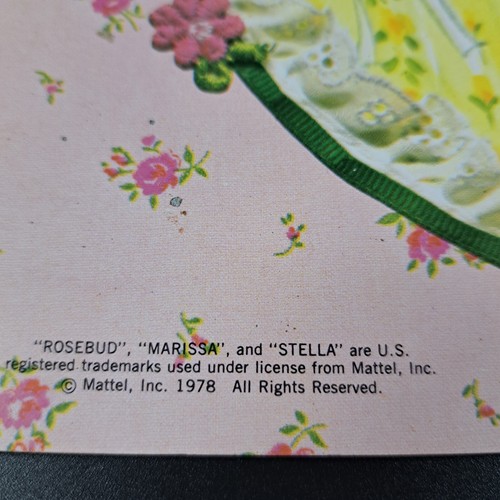 "ROSEBUD", "MARISSA", and "STELLA" are U.S.
registered trademarks used under license from Mattel, Inc.
© Mattel, Inc. 1978 All Rights Reserved.